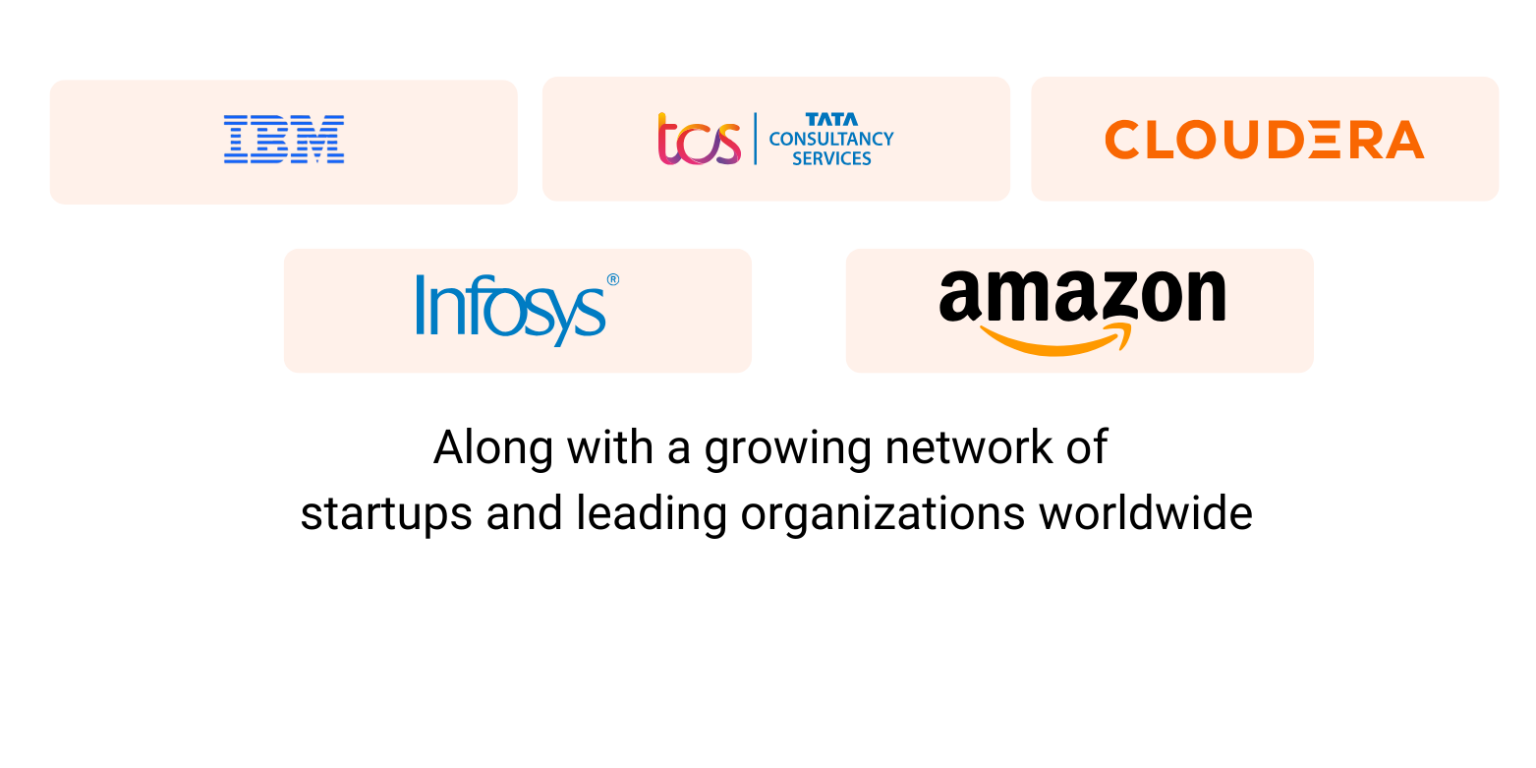 IBM
tcs
TATA
CONSULTANCY
SERVICES
CLOUDERA
Infosys®
amazon
Along with a growing network of
startups and leading organizations worldwide